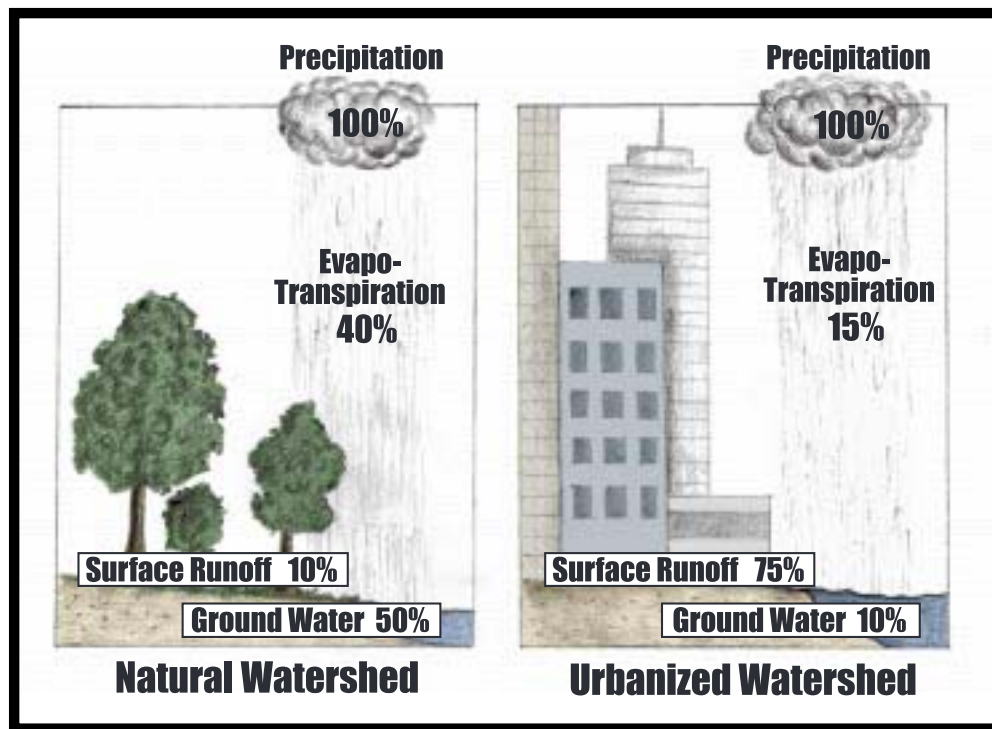 Precipitation
100%
Evapo-
Transpiration
40%
Surface Runoff 10%
Ground Water 50%
Natural Watershed
Precipitation
100%
Evapo-
Transpiration
15%
Surface Runoff 75%
Ground Water 10%
Urbanized Watershed